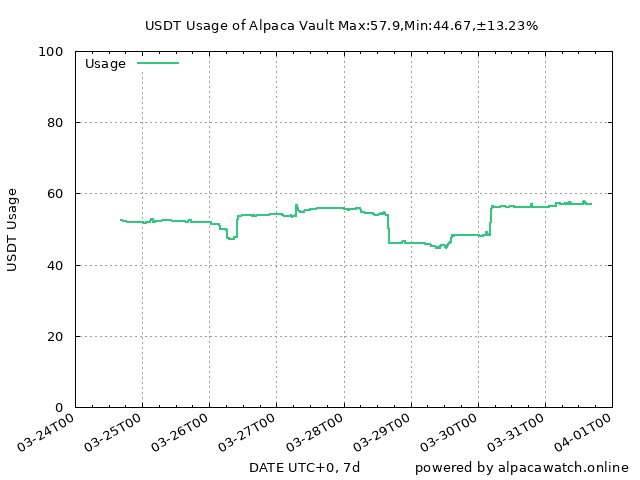 USDT Usage of Alpaca Vault Max:57.9,Min:44.67,±13.23%
100
Usage
80
60
USDT Usage
40
20
0
03-24T00 03-25T00 03-26T00 03-27T00 03-28T00 03-29T00 03-30T00 03-31T00 04-01T00
DATE UTC+0, 7d powered by alpacawatch.online